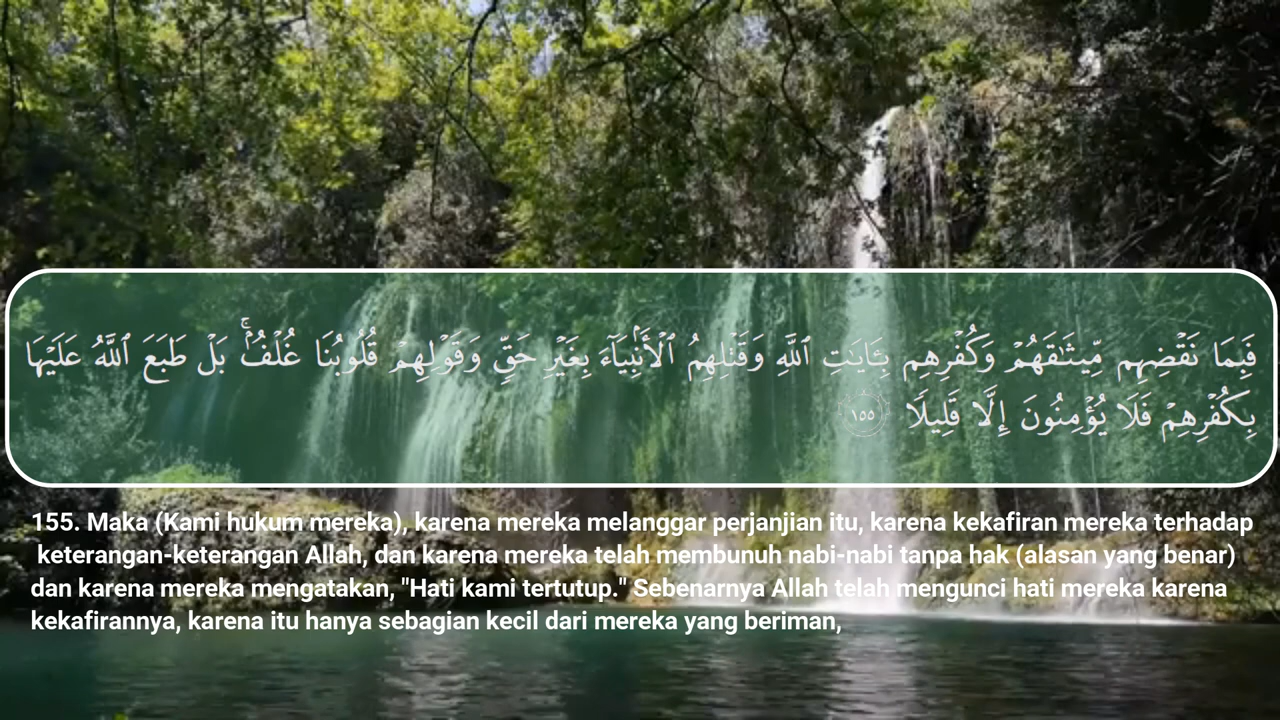 فَبِمَا نَقْضِهِم مِّيثَـٰقَهُمْ وَكُفْرِهِم بِـَٔايَـٰتِ ٱللَّهِ وَقَتْلِهِمُ ٱلْأَنۢبِيَآءَ بِغَيْرِ حَقٍّ وَقَوْلِهِمْ قُلُوبُنَا غُلْفٌۢ ۚ بَلْ طَبَعَ ٱللَّهُ عَلَيْهَا
بِكُفْرِهِمْ فَلَا يُؤْمِنُونَ إِلَّا قَلِيلًا ١٥٥
155. Maka (Kami hukum mereka), karena mereka melanggar perjanjian itu, karena kekafiran mereka terhadap
keterangan-keterangan Allah, dan karena mereka telah membunuh nabi-nabi tanpa hak (alasan yang benar)
dan karena mereka mengatakan, "Hati kami tertutup." Sebenarnya Allah telah mengunci hati mereka karena
kekafirannya, karena itu hanya sebagian kecil dari mereka yang beriman,